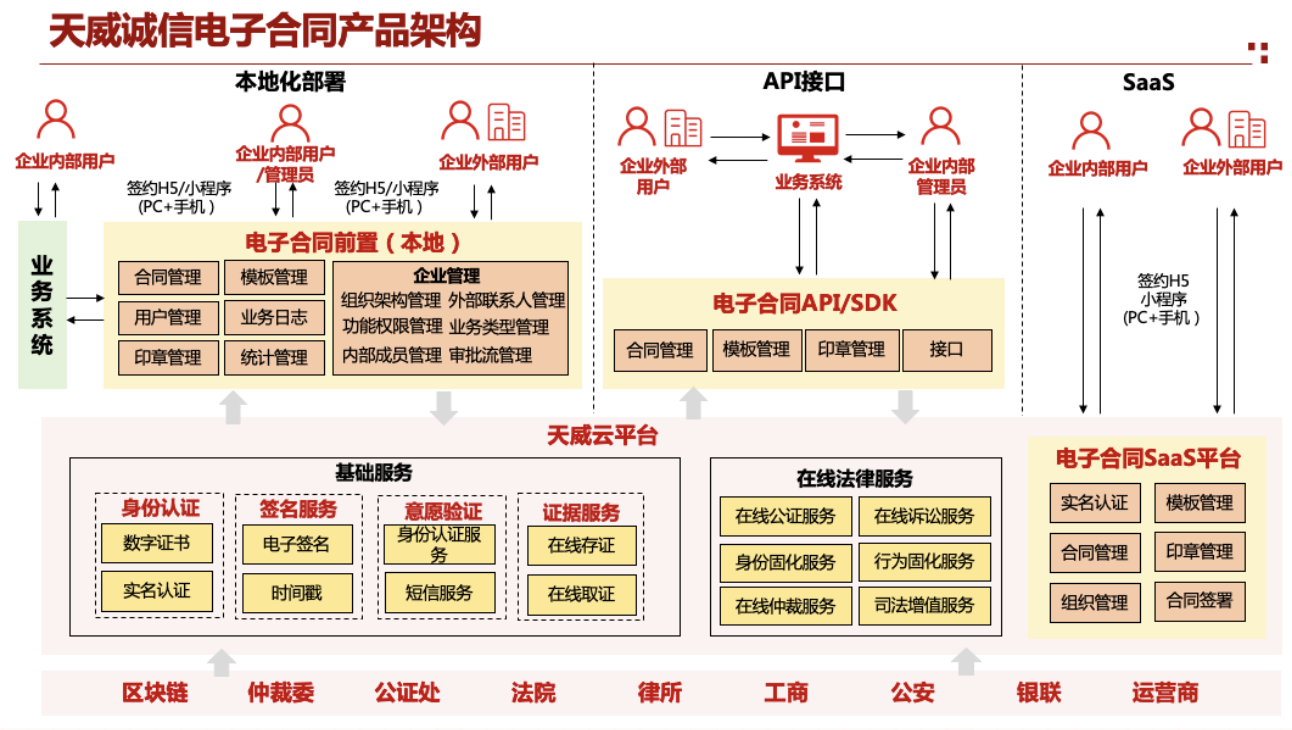 天威诚信电子合同产品架构
本地化部署
API接口
SaaS
企业内部用户
企业内部用户
/管理员
企业外部用户
签约H5/小程序
(PC+手机 )
签约H5/小程序
(PC+手机 )
企业外部
用户
业务系统
企业内部
管理员
企业内部用户
企业外部用户
业
务
系
统
电子合同前置（本地 ）
合同管理
模板管理
用户管理
业务日志
印章管理
统计管理
企业管理
组织架构管理 外部联系人管理
功能权限管理 业务类型管理
内部成员管理 审批流管理
电子合同API/SDK
合同管理
模板管理
印章管理
接口
签约H5
小程序
(PC+手机 )
天威云平台
基础服务
身份认证
数字证书
实名认证
签名服务
电子签名
时间戳
意愿验证
身份认证服
务
短信服务
证据服务
在线存证
在线取证
在线法律服务
在线公证服务
在线诉讼服务
身份固化服务
行为固化服务
在线仲裁服务
司法增值服务
电子合同SaaS平台
实名认证
模板管理
合同管理
印章管理
组织管理
合同签署
区块链 仲裁委 公证处 法院 律所 工商 公安 银联 运营商